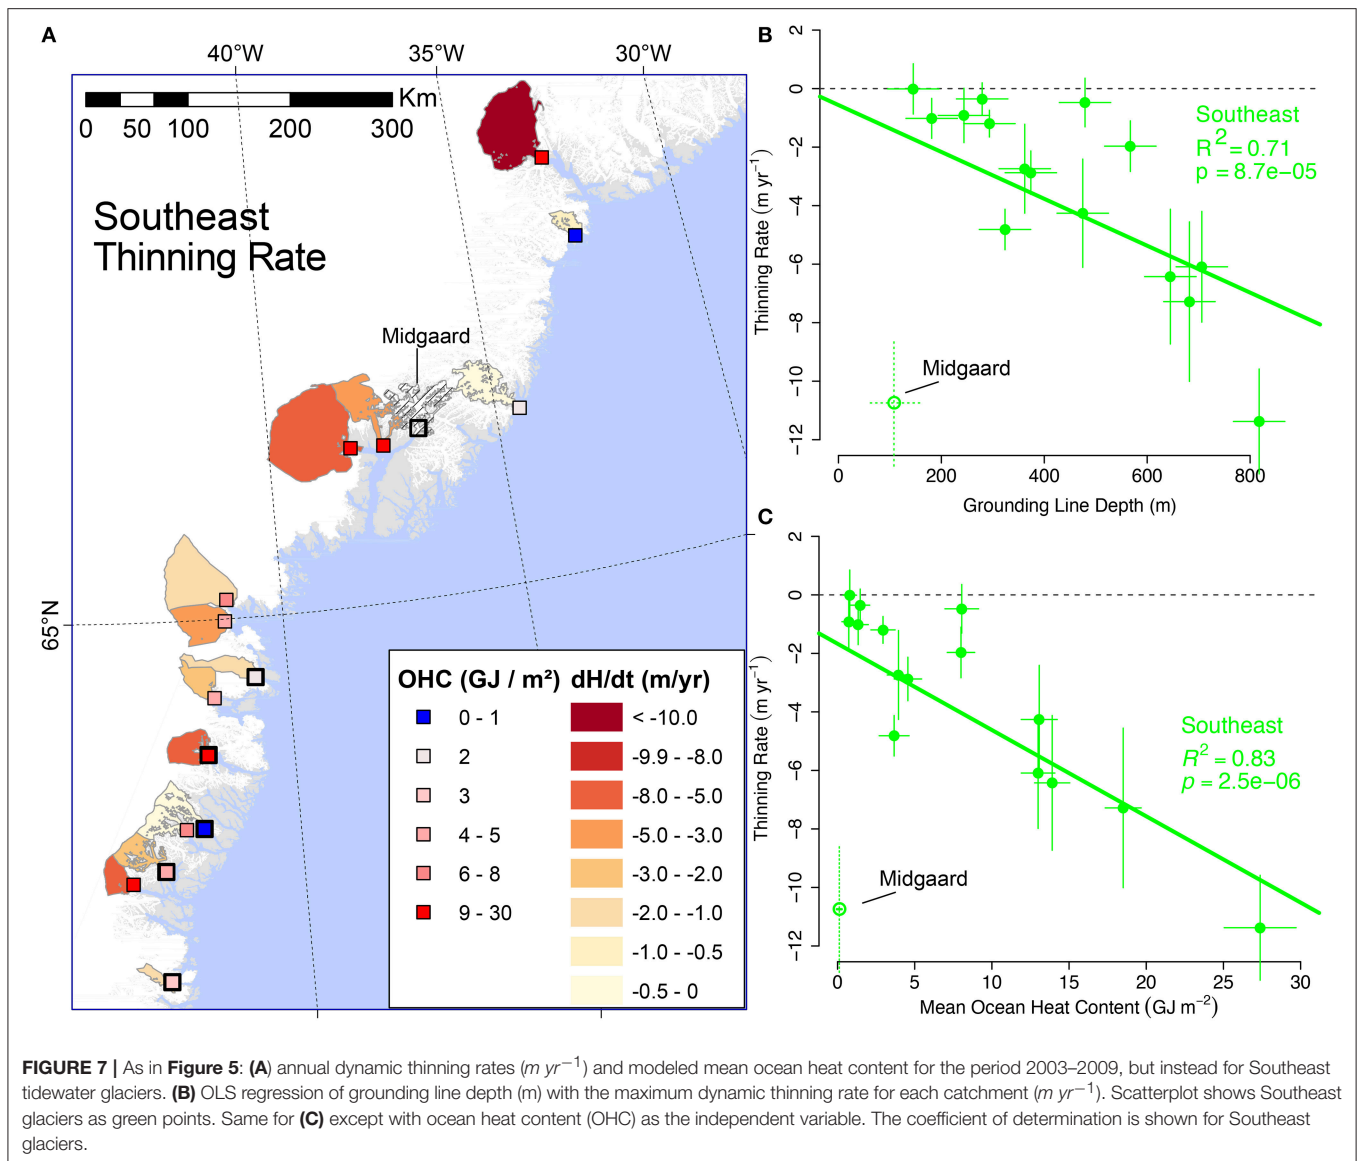 A
40°W
35°W
30°W
Km
0 50 100 200 300
Southeast
Thinning Rate
Midgaard
65°N
OHC (GJ / m²) dH/dt (m/yr)
0 - 1 < -10.0
2 -9.9 - -8.0
3 -8.0 - -5.0
4 - 5 -5.0 - -3.0
6 - 8 -3.0 - -2.0
9 - 30 -2.0 - -1.0
-1.0 - -0.5
-0.5 - 0
B
2
0
-2
-4
-6
-8
-10
-12
Thinning Rate (m yr⁻¹)
Southeast
R² = 0.71
p = 8.7e−05
Midgaard
0 200 400 600 800
Grounding Line Depth (m)
C
2
0
-2
-4
-6
-8
-10
-12
Thinning Rate (m yr⁻¹)
Southeast
R² = 0.83
p = 2.5e−06
Midgaard
0 5 10 15 20 25 30
Mean Ocean Heat Content (GJ m⁻²)
FIGURE 7 | As in Figure 5: (A) annual dynamic thinning rates (m yr⁻¹) and modeled mean ocean heat content for the period 2003–2009, but instead for Southeast
tidewater glaciers. (B) OLS regression of grounding line depth (m) with the maximum dynamic thinning rate for each catchment (m yr⁻¹). Scatterplot shows Southeast
glaciers as green points. Same for (C) except with ocean heat content (OHC) as the independent variable. The coefficient of determination is shown for Southeast
glaciers.